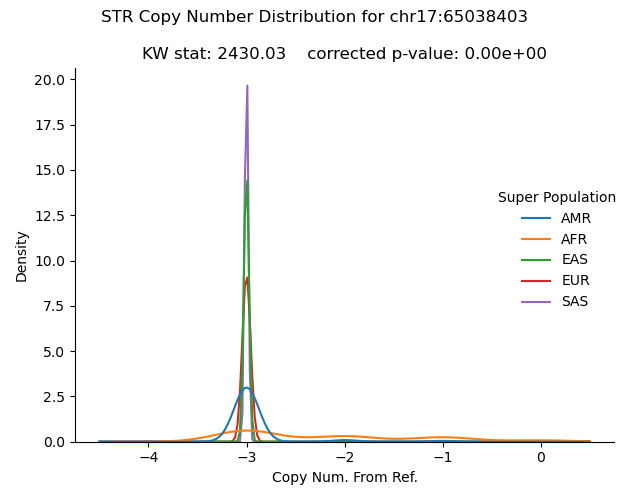 STR Copy Number Distribution for chr17:65038403
KW stat: 2430.03    corrected p-value: 0.00e+00
20.0
17.5
15.0
12.5
10.0
7.5
5.0
2.5
0.0
Density
−4
−3
−2
−1
0
Copy Num. From Ref.
Super Population
AMR
AFR
EAS
EUR
SAS